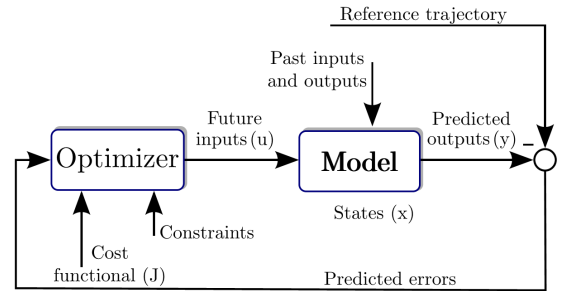 Reference trajectory
Past inputs
and outputs
Future
inputs (u)
Predicted
outputs (y)
–
Optimizer
Model
States (x)
Constraints
Cost
functional (J)
Predicted errors